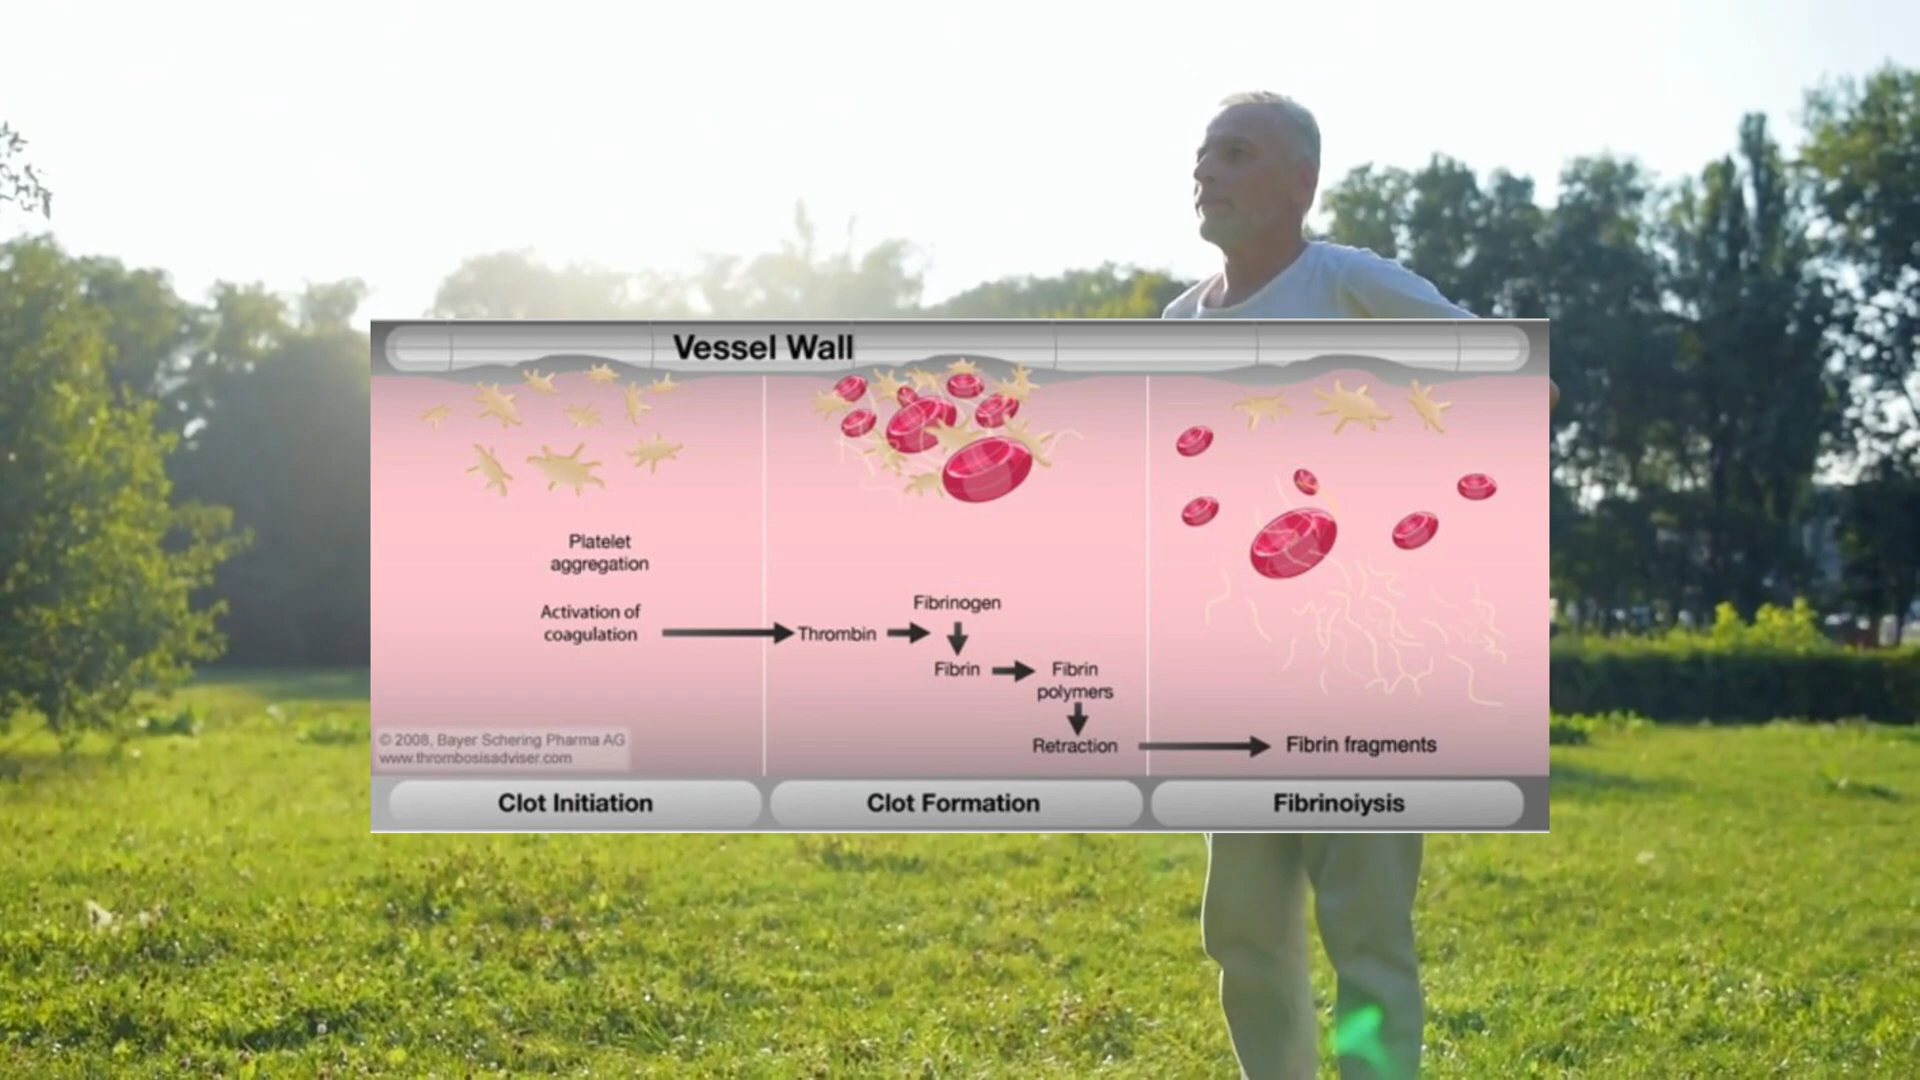 Vessel Wall
Platelet
aggregation
Activation of
coagulation
Thrombin
Fibrinogen
Fibrin
Fibrin
polymers
Retraction
Fibrin fragments
© 2008, Bayer Schering Pharma AG
www.thrombosisadviser.com
Clot Initiation
Clot Formation
Fibrinoiysis